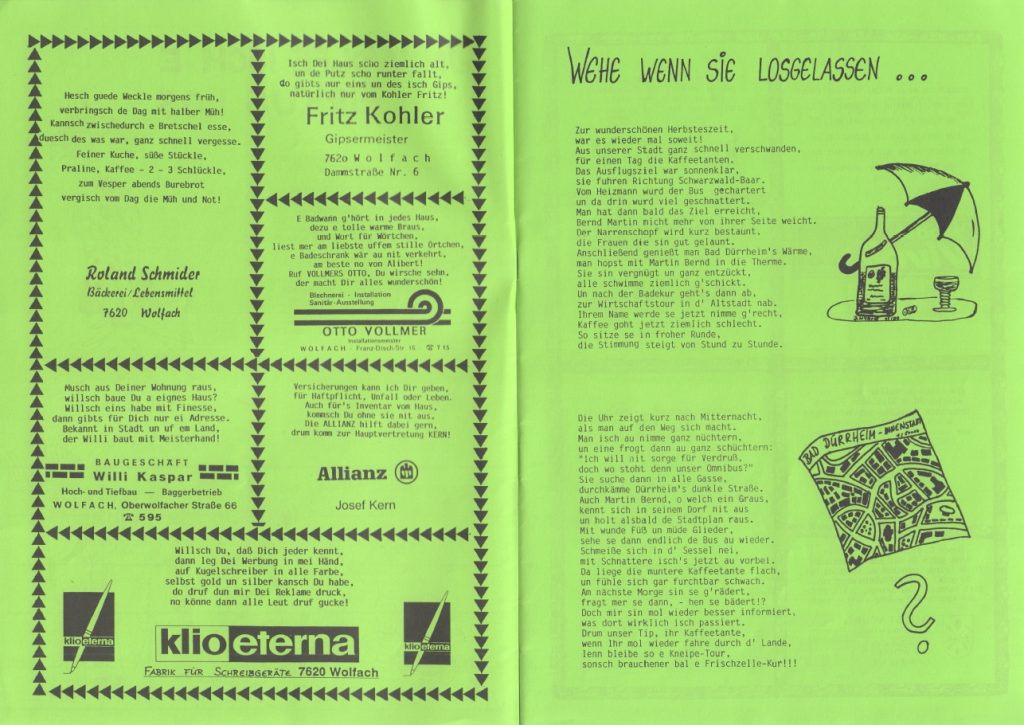 Hesch guede Weckle morgens früh,
verbringsch de Dag mit halber Müh!
Kannsch zwischedurch e Bretschel esse,
duesch des was war, ganz schnell vergesse.
Feiner Kuche, süße Stückle,
Praline, Kaffee - 2 - 3 Schlückle,
zum Vesper abends Burebrot
vergisch vom Dag die Müh und Not!
Roland Schmider
Bäckerei/Lebensmittel
7620 Wolfach
Isch Dei Haus scho ziemlich alt,
un de Putz scho runter fallt,
do gibts nur eins un des isch Gips,
natürlich nur vom Kohler Fritz!
Fritz Kohler
Gipsermeister
762o Wolfach
Dammstraße Nr. 6
E Badwann g'hört in jedes Haus,
dezu e tolle warme Braus,
und Wurf für Wörtchen,
liest mer am liebste uffem stille Örtchen,
e Badeschrank wär au nit verkehrt,
am beste no von Alibert!
Ruf VOLLMERS OTTO, Du wirsche sehn,
der macht Dir alles wunderschön!
Blechnerei - Installation
Sanitär-Ausstellung
OTTO VOLLMER
Installationsmeister
WOLFACH - Franz-Disch-Str. 16 ☎ 713
Musch aus Deiner Wohnung raus,
willsch baue Du a eignes Haus?
Willsch eins habe mit Finesse,
dann gibts für Dich nur ei Adresse.
Bekannt in Stadt un uf em Land,
der Willi baut mit Meisterhand!
BAUGESCHÄFT
Willi Kaspar
Hoch- und Tiefbau — Baggerbetrieb
WOLFACH, Oberwolfacher Straße 66
☎ 595
Versicherungen kann ich Dir geben,
für Haftpflicht, Unfall oder Leben.
Auch für's Inventar vom Haus,
kommsch Du ohne sie nit aus.
Die ALLIANZ hilft dabei gern,
drum komm zur Hauptvertretung KERN!
Allianz
Josef Kern
Willsch Du, daß Dich jeder kennt,
dann leg Dei Werbung in mei Händ,
auf Kugelschreiber in alle Farbe,
selbst gold un silber kansch Du habe,
do druf dun mir Dei Reklame druck,
no könne dann alle Leut druf gucke!
klio eterna
klio eterna
klio eterna
FABRIK FÜR SCHREIBGERÄTE 7620 Wolfach
WEHE WENN SIE LOSGELASSEN ...
Zur wunderschönen Herbsteszeit,
war es wieder mal soweit!
Aus unserer Stadt ganz schnell verschwanden,
für einen Tag die Kaffeetanten.
Das Ausflugsziel war sonnenklar,
sie fuhren Richtung Schwarzwald-Baar.
Vom Heizmann wurd der Bus gechartert
un da drin wurd viel geschnattert.
Man hat dann bald das Ziel erreicht,
Bernd Martin nicht mehr von ihrer Seite weicht.
Der Narrenschopf wird kurz bestaunt,
die Frauen die sin gut gelaunt.
Anschließend genießt man Bad Dürrheim's Wärme,
man hopst mit Martin Bernd in die Therme.
Sie sin vergnügt un ganz entzückt,
alle schwimme ziemlich g'schickt.
Un nach der Badekur geht's dann ab,
zur Wirtschaftstour in d' Altstadt nab.
Ihrem Name werde se jetzt nimme g'recht,
Kaffee goht jetzt ziemlich schlecht.
So sitze se in froher Runde,
die Stimmung steigt von Stund zu Stunde.
Die Uhr zeigt kurz nach Mitternacht,
als man auf den Weg sich macht.
Man isch au nimme ganz nüchtern,
un eine frogt dann au ganz schüchtern:
"Ich will nit sorge für Verdruß,
doch wo stoht denn unser Omnibus?"
Sie suche dann in alle Gasse,
durchkämme Dürrheim's dunkle Straße.
Auch Martin Bernd, o welch ein Graus,
kennt sich in seinem Dorf nit aus
un holt alsbald de Stadtplan raus.
Mit wunde Füß un müde Glieder,
sehe se dann endlich de Bus au wieder.
Schmeiße sich in d' Sessel nei,
mit Schnattere isch's jetzt au vorbei.
Da liege die muntere Kaffeetante flach,
un fühle sich gar furchtbar schwach.
Am nächste Morge sin se g'rädert,
fragt mer se dann, - hen se bädert!?
Doch mir sin mol wieder besser informiert,
was dort wirklich isch passiert.
Drum unser Tip, ihr Kaffeetante,
wenn Ihr mol wieder fahre durch d' Lande,
lenn bleibe so e Kneipe-Tour,
sonsch brauchener bal e Frischzelle-Kur!!!
BAD DÜRRHEIM - INNENSTADT
?